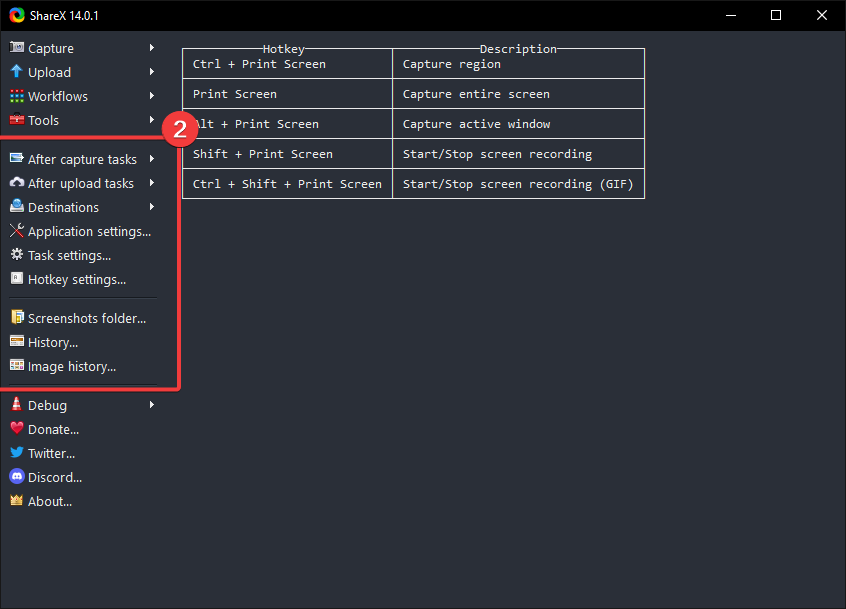 ShareX 14.0.1
Capture
Upload
Workflows
Tools
2
After capture tasks
After upload tasks
Destinations
Application settings...
Task settings...
Hotkey settings...
Screenshots folder...
History...
Image history...
Debug
Donate...
Twitter...
Discord...
About...
Hotkey Description
Ctrl + Print Screen Capture region
Print Screen Capture entire screen
Alt + Print Screen Capture active window
Shift + Print Screen Start/Stop screen recording
Ctrl + Shift + Print Screen Start/Stop screen recording (GIF)